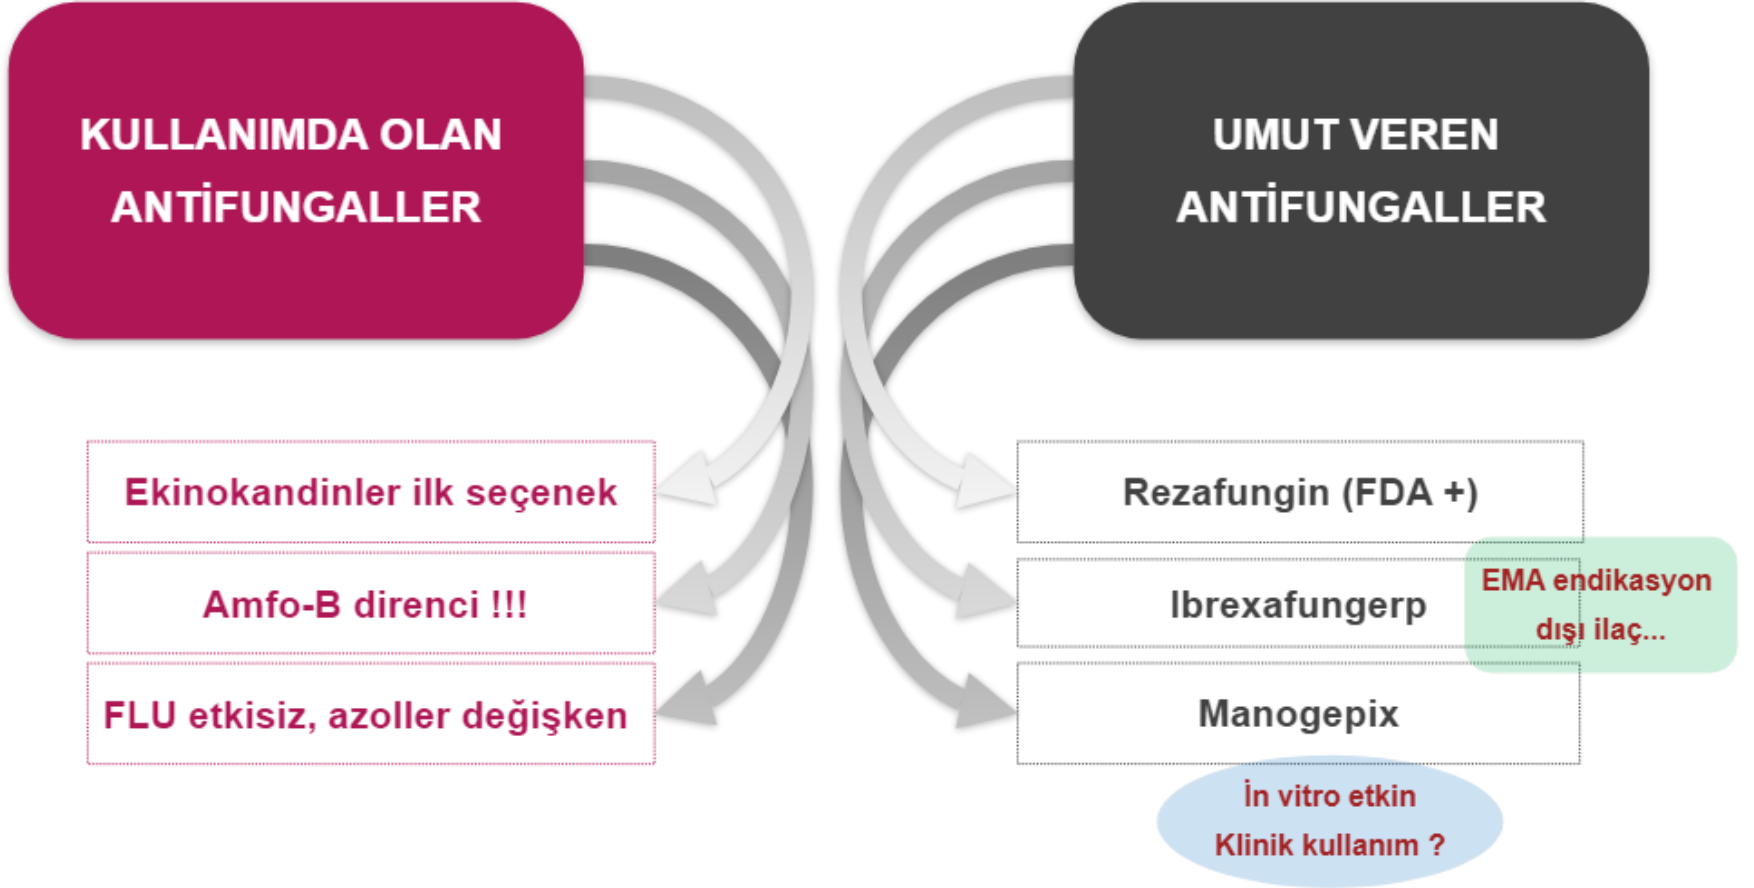 KULLANIMDA OLAN
ANTİFUNGALLER
Ekinokandinler ilk seçenek
Amfo-B direnci !!!
FLU etkisiz, azoller değişken
UMUT VEREN
ANTİFUNGALLER
Rezafungin (FDA +)
Ibrexafungerp
EMA endikasyon
dışı ilaç...
Manogepix
İn vitro etkin
Klinik kullanım ?